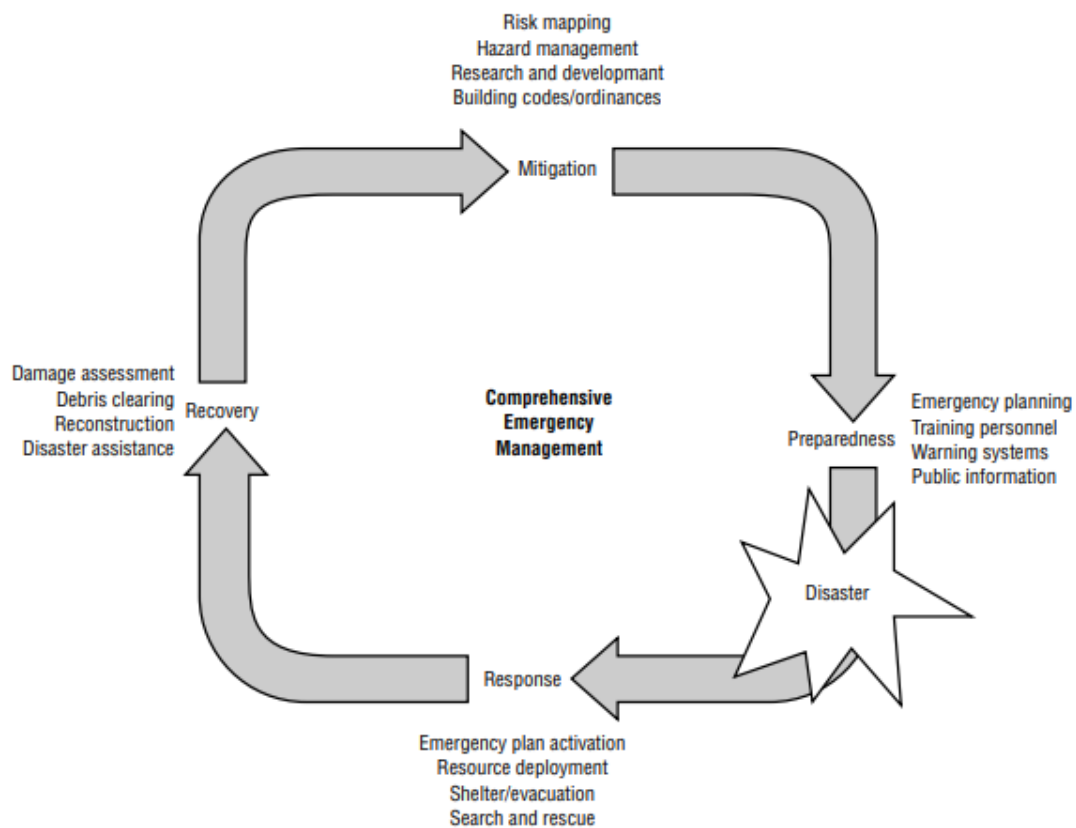 Risk mapping
Hazard management
Research and developmant
Building codes/ordinances
Mitigation
Damage assessment
Debris clearing
Reconstruction
Disaster assistance
Recovery
Comprehensive
Emergency
Management
Preparedness
Emergency planning
Training personnel
Warning systems
Public information
Disaster
Response
Emergency plan activation
Resource deployment
Shelter/evacuation
Search and rescue